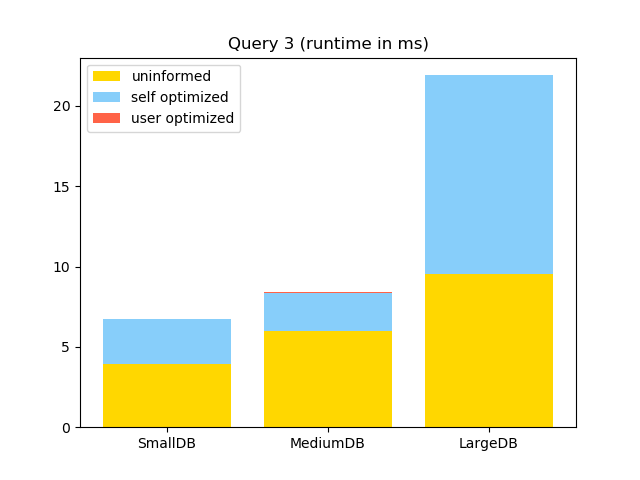 Query 3 (runtime in ms)
uninformed
self optimized
user optimized
20
15
10
5
0
SmallDB MediumDB LargeDB